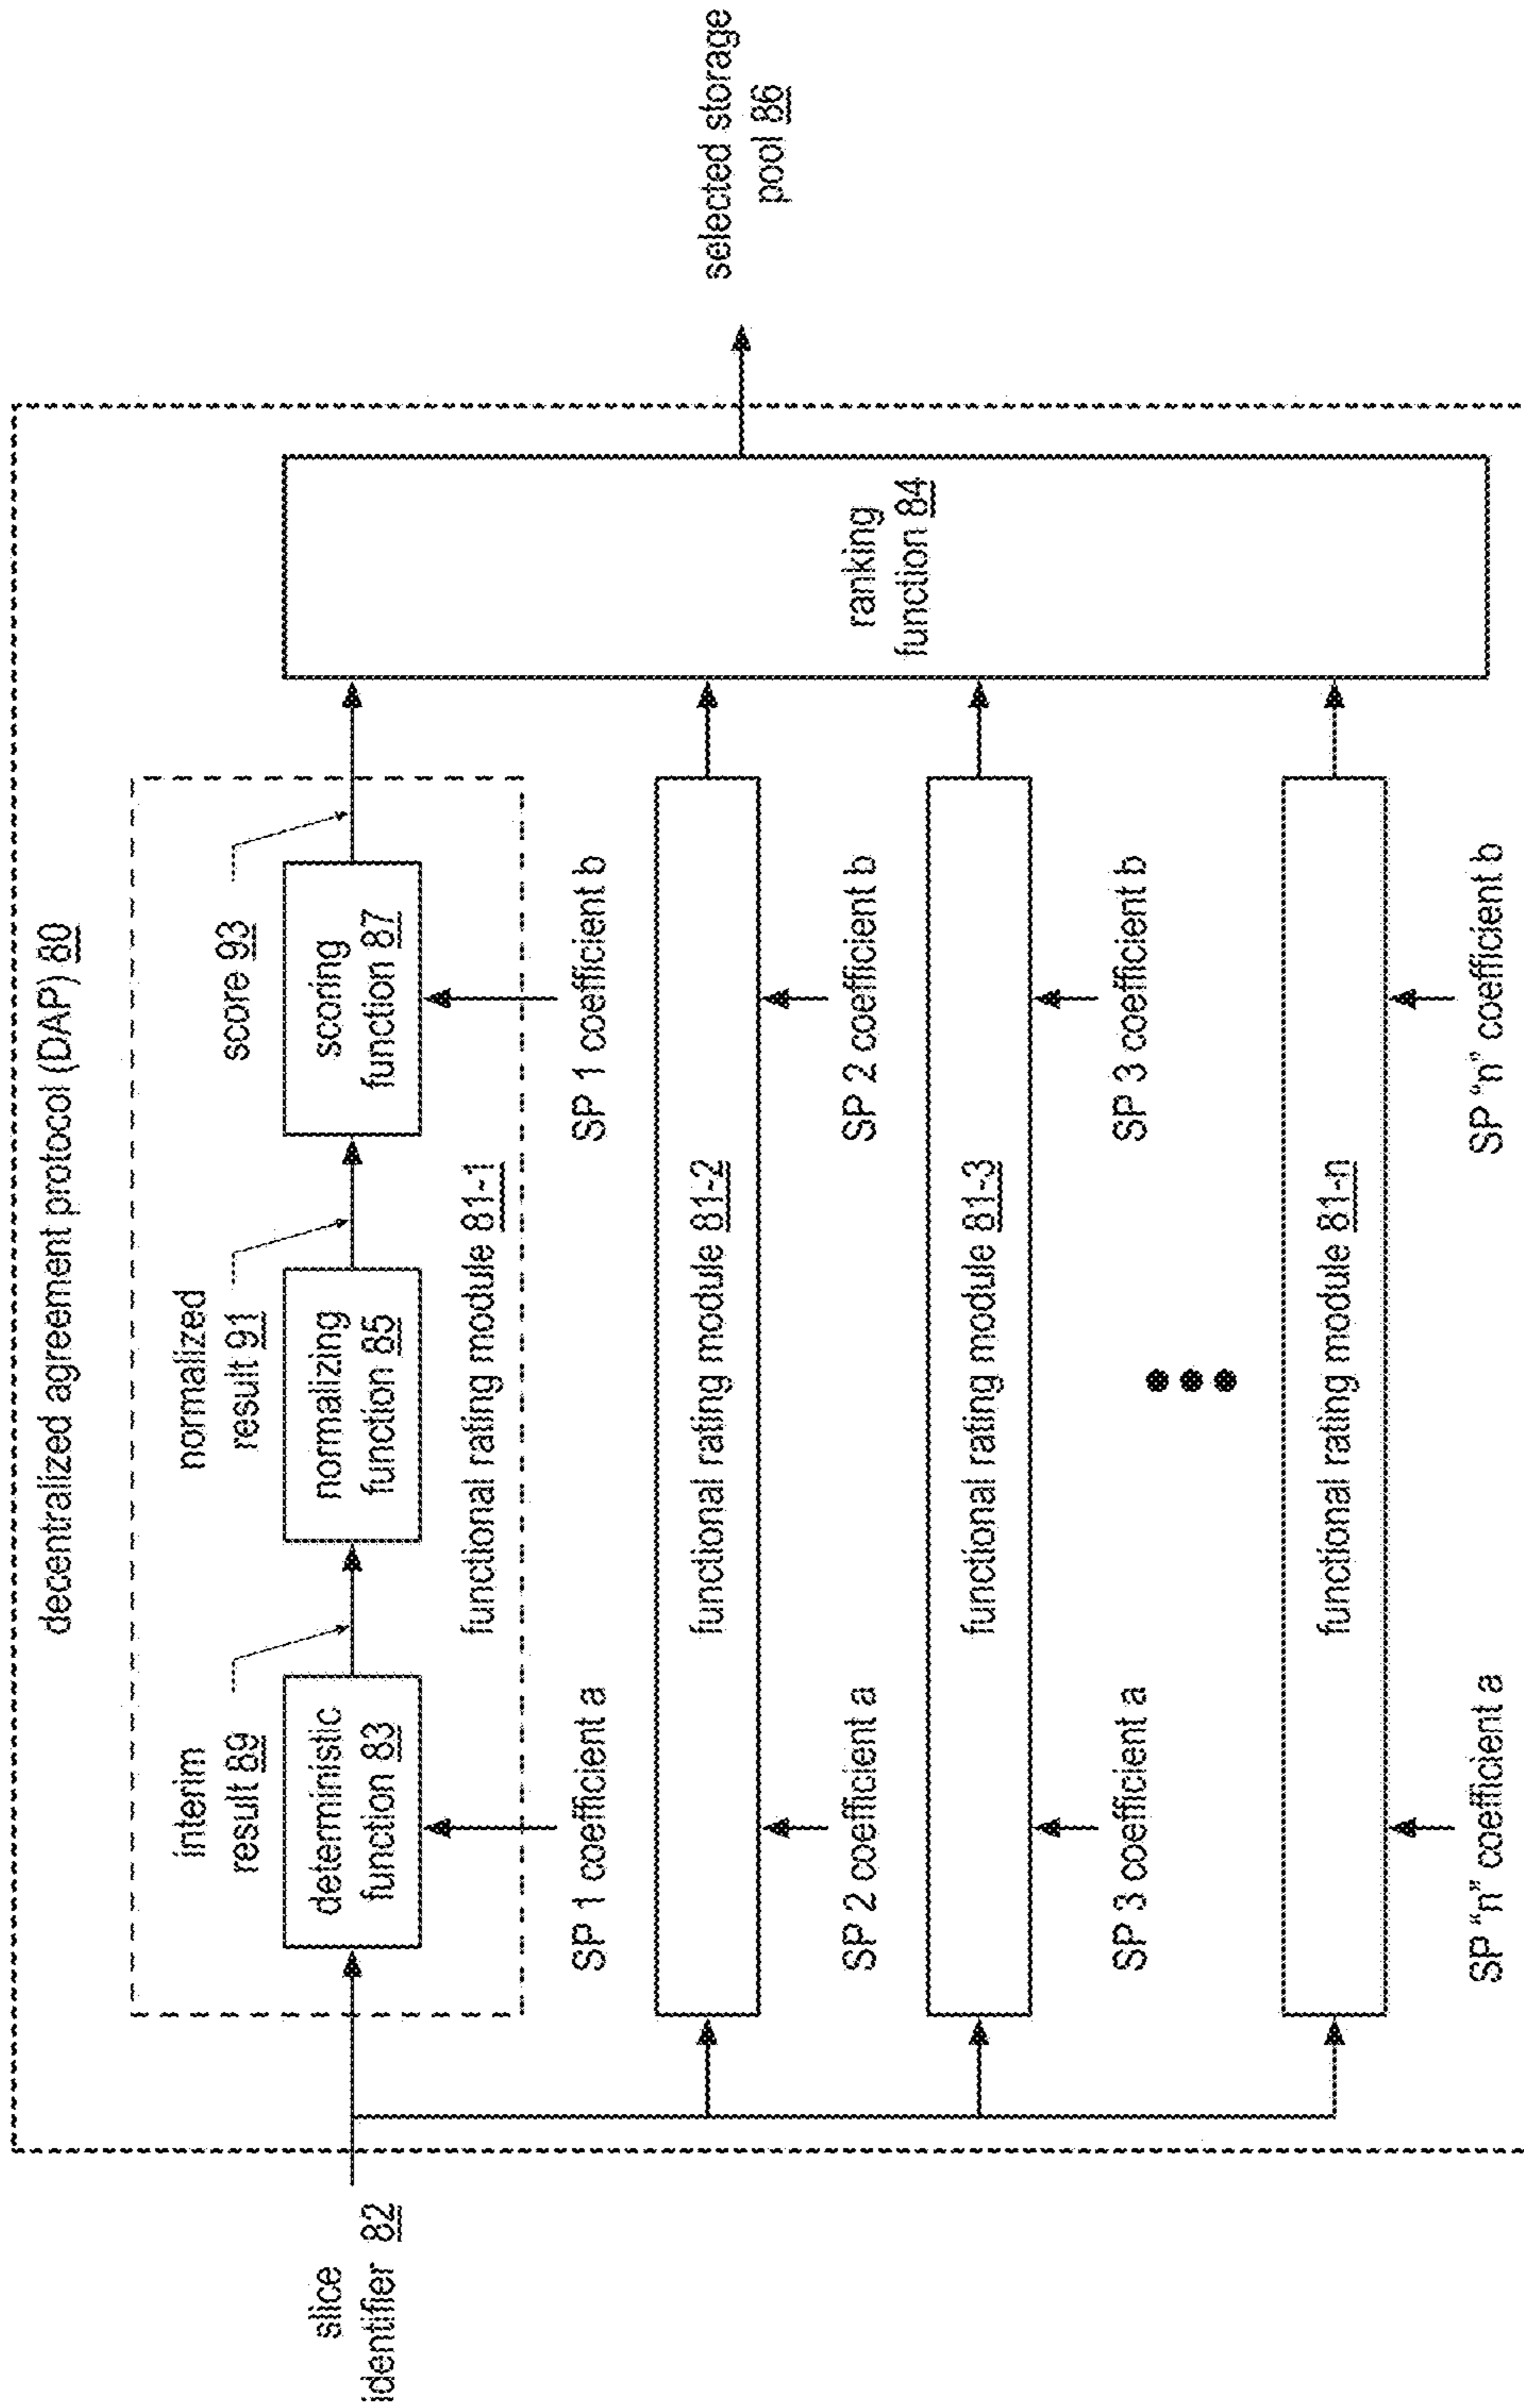 decentralized agreement protocol (DAP) 80
slice
identifier 82
interim
result 89
normalized
result 91
score 93
deterministic
function 83
normalizing
function 85
scoring
function 87
functional rating module 81-1
SP 1 coefficient a
SP 1 coefficient b
functional rating module 81-2
SP 2 coefficient a
SP 2 coefficient b
functional rating module 81-3
SP 3 coefficient a
SP 3 coefficient b
functional rating module 81-n
SP "n" coefficient a
SP "n" coefficient b
ranking
function 84
selected storage
pool 86